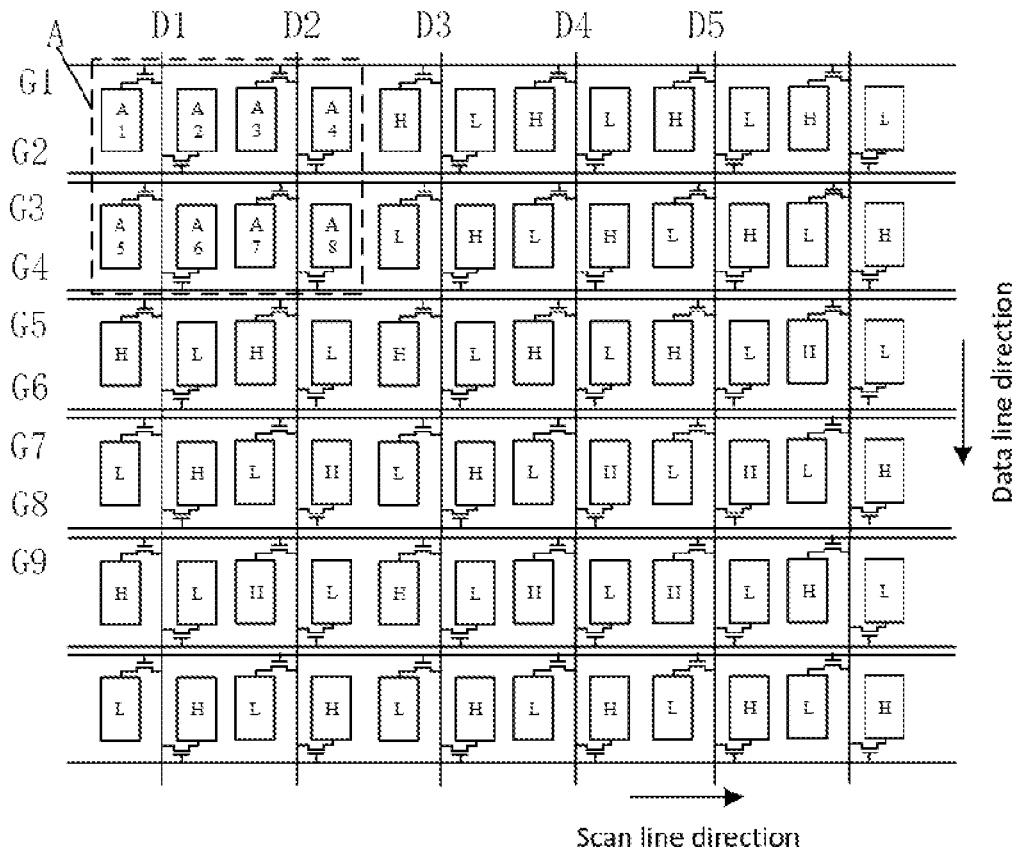 A
D1 D2 D3 D4 D5
G1
A1 A2 A3 A4 H L H L H L H L
G2
G3
A5 A6 A7 A8 L H L H L H L H
G4
G5
H L H L H L H L H L H L
G6
G7
L H L H L H L H L H L H
G8
G9
H L H L H L H L H L H L
L H L H L H L H L H L H
Data line direction
Scan line direction